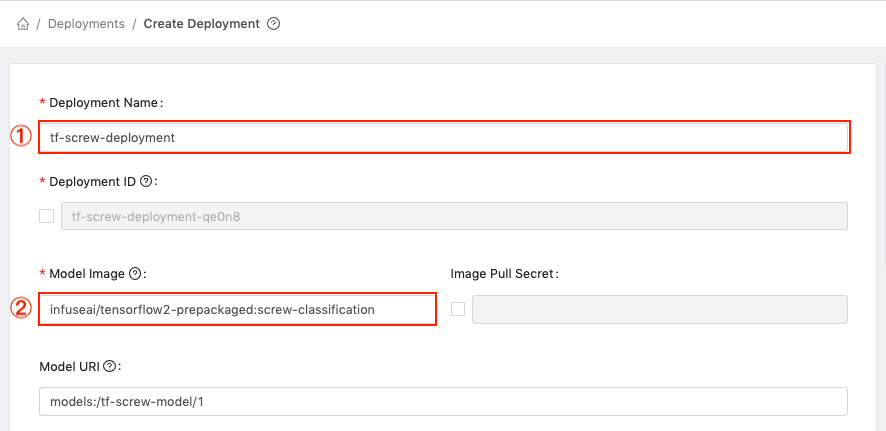 / Deployments / Create Deployment
* Deployment Name:
① tf-screw-deployment
* Deployment ID :
tf-screw-deployment-qe0n8
* Model Image : Image Pull Secret:
② infuseai/tensorflow2-prepackaged:screw-classification
Model URI :
models:/tf-screw-model/1